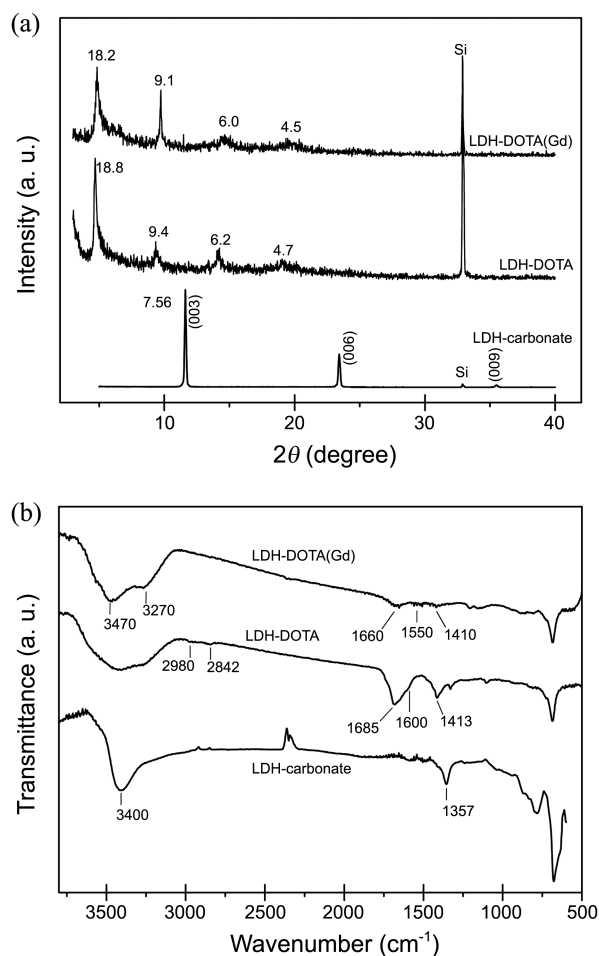 (a)
Si
18.2
9.1
6.0
4.5
LDH-DOTA(Gd)
18.8
9.4
6.2
4.7
LDH-DOTA
7.56
(003)
(006)
LDH-carbonate
Si
(009)
Intensity (a. u.)
10 20 30 40
2θ (degree)
(b)
LDH-DOTA(Gd)
3470 3270
1660 1550 1410
LDH-DOTA
2980 2842
1685 1600 1413
LDH-carbonate
3400
1357
Transmittance (a. u.)
3500 3000 2500 2000 1500 1000 500
Wavenumber (cm⁻¹)